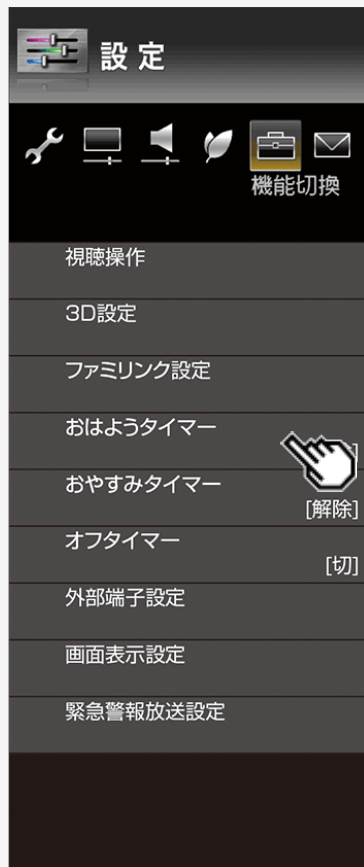 設定
機能切換
視聴操作
3D設定
ファミリンク設定
おはようタイマー
]
おやすみタイマー
[解除]
オフタイマー
[切]
外部端子設定
画面表示設定
緊急警報放送設定